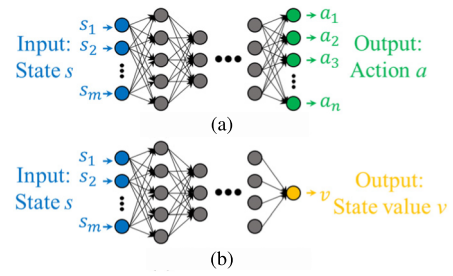 Input:
State s
s₁
s₂
sₘ
a₁
a₂
a₃
aₙ
Output:
Action a
(a)
Input:
State s
s₁
s₂
sₘ
v
Output:
State value v
(b)